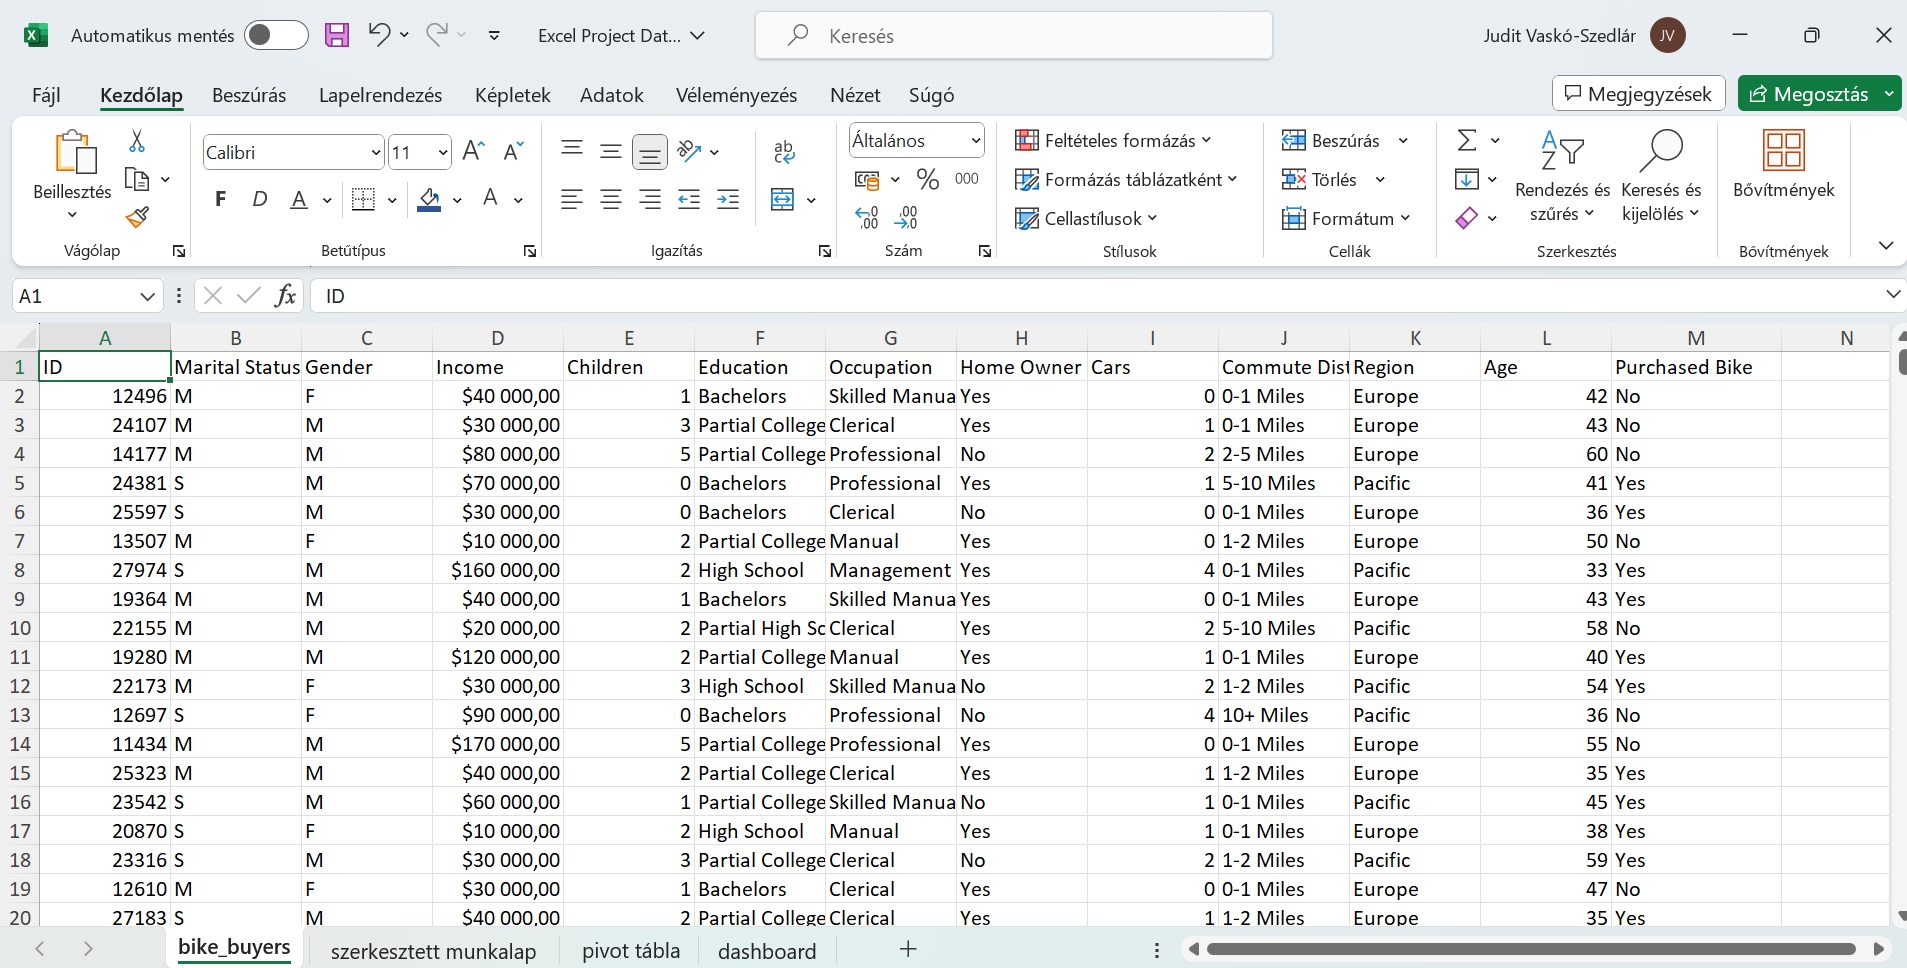 Automatikus mentés Excel Project Dat... Keresés Judit Vaskó-Szedlár JV
Fájl Kezdőlap Beszúrás Lapelrendezés Képletek Adatok Véleményezés Nézet Súgó Megjegyzések Megosztás
Beillesztés
Vágólap
Calibri 11
F D A A
Betűtípus
ab
Igazítás
Általános
% 000
Szám
Feltételes formázás
Formázás táblázatként
Cellastílusok
Stílusok
Beszúrás
Törlés
Formátum
Cellák
Rendezés és
szűrés
Keresés és
kijelölés
Szerkesztés
Bővítmények
Bővítmények
A1 fx ID
A B C D E F G H I J K L M N
1 ID Marital Status Gender Income Children Education Occupation Home Owner Cars Commute Dist Region Age Purchased Bike
2 12496 M F $40 000,00 1 Bachelors Skilled Manua Yes 0 0-1 Miles Europe 42 No
3 24107 M M $30 000,00 3 Partial College Clerical Yes 1 0-1 Miles Europe 43 No
4 14177 M M $80 000,00 5 Partial College Professional No 2 2-5 Miles Europe 60 No
5 24381 S M $70 000,00 0 Bachelors Professional Yes 1 5-10 Miles Pacific 41 Yes
6 25597 S M $30 000,00 0 Bachelors Clerical No 0 0-1 Miles Europe 36 Yes
7 13507 M F $10 000,00 2 Partial College Manual Yes 0 1-2 Miles Europe 50 No
8 27974 S M $160 000,00 2 High School Management Yes 4 0-1 Miles Pacific 33 Yes
9 19364 M M $40 000,00 1 Bachelors Skilled Manua Yes 0 0-1 Miles Europe 43 Yes
10 22155 M M $20 000,00 2 Partial High Sc Clerical Yes 2 5-10 Miles Pacific 58 No
11 19280 M M $120 000,00 2 Partial College Manual Yes 1 0-1 Miles Europe 40 Yes
12 22173 M F $30 000,00 3 High School Skilled Manua No 2 1-2 Miles Pacific 54 Yes
13 12697 S F $90 000,00 0 Bachelors Professional No 4 10+ Miles Pacific 36 No
14 11434 M M $170 000,00 5 Partial College Professional Yes 0 0-1 Miles Europe 55 No
15 25323 M M $40 000,00 2 Partial College Clerical Yes 1 1-2 Miles Europe 35 Yes
16 23542 S M $60 000,00 1 Partial College Skilled Manua No 1 0-1 Miles Pacific 45 Yes
17 20870 S F $10 000,00 2 High School Manual Yes 1 0-1 Miles Europe 38 Yes
18 23316 S M $30 000,00 3 Partial College Clerical No 2 1-2 Miles Pacific 59 Yes
19 12610 M F $30 000,00 1 Bachelors Clerical Yes 0 0-1 Miles Europe 47 No
20 27183 S M $40 000,00 2 Partial College Clerical Yes 1 1-2 Miles Europe 35 Yes
bike_buyers szerkesztett munkalap pivot tábla dashboard